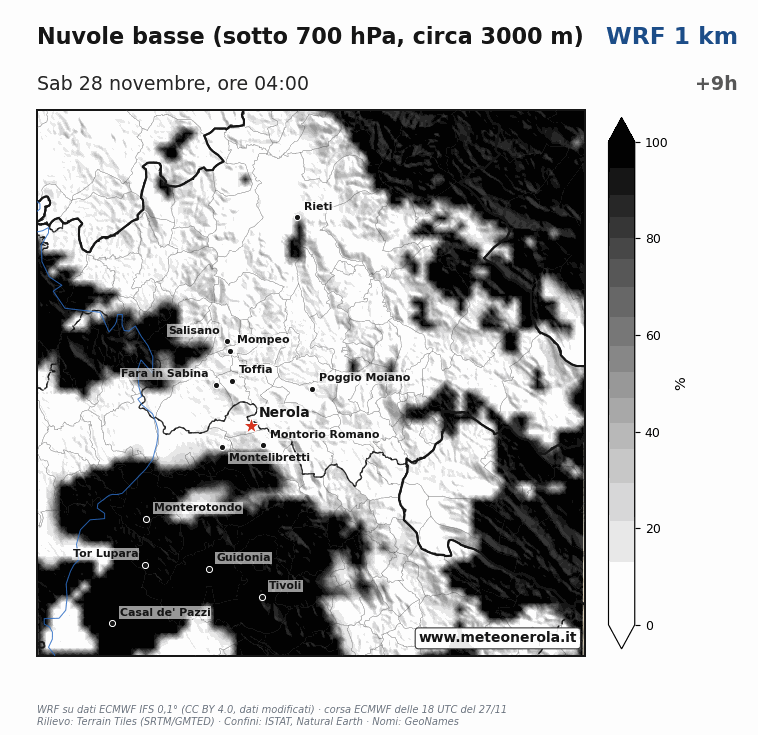 Nuvole basse (sotto 700 hPa, circa 3000 m) WRF 1 km
Sab 28 novembre, ore 04:00 +9h
100
80
60
40
20
0
%
Rieti
Salisano
Mompeo
Toffia
Fara in Sabina
Poggio Moiano
Nerola
Montorio Romano
Montelibretti
Monterotondo
Tor Lupara
Guidonia
Tivoli
Casal de' Pazzi
www.meteonerola.it
WRF su dati ECMWF IFS 0,1° (CC BY 4.0, dati modificati) · corsa ECMWF delle 18 UTC del 27/11
Rilievo: Terrain Tiles (SRTM/GMTED) · Confini: ISTAT, Natural Earth · Nomi: GeoNames